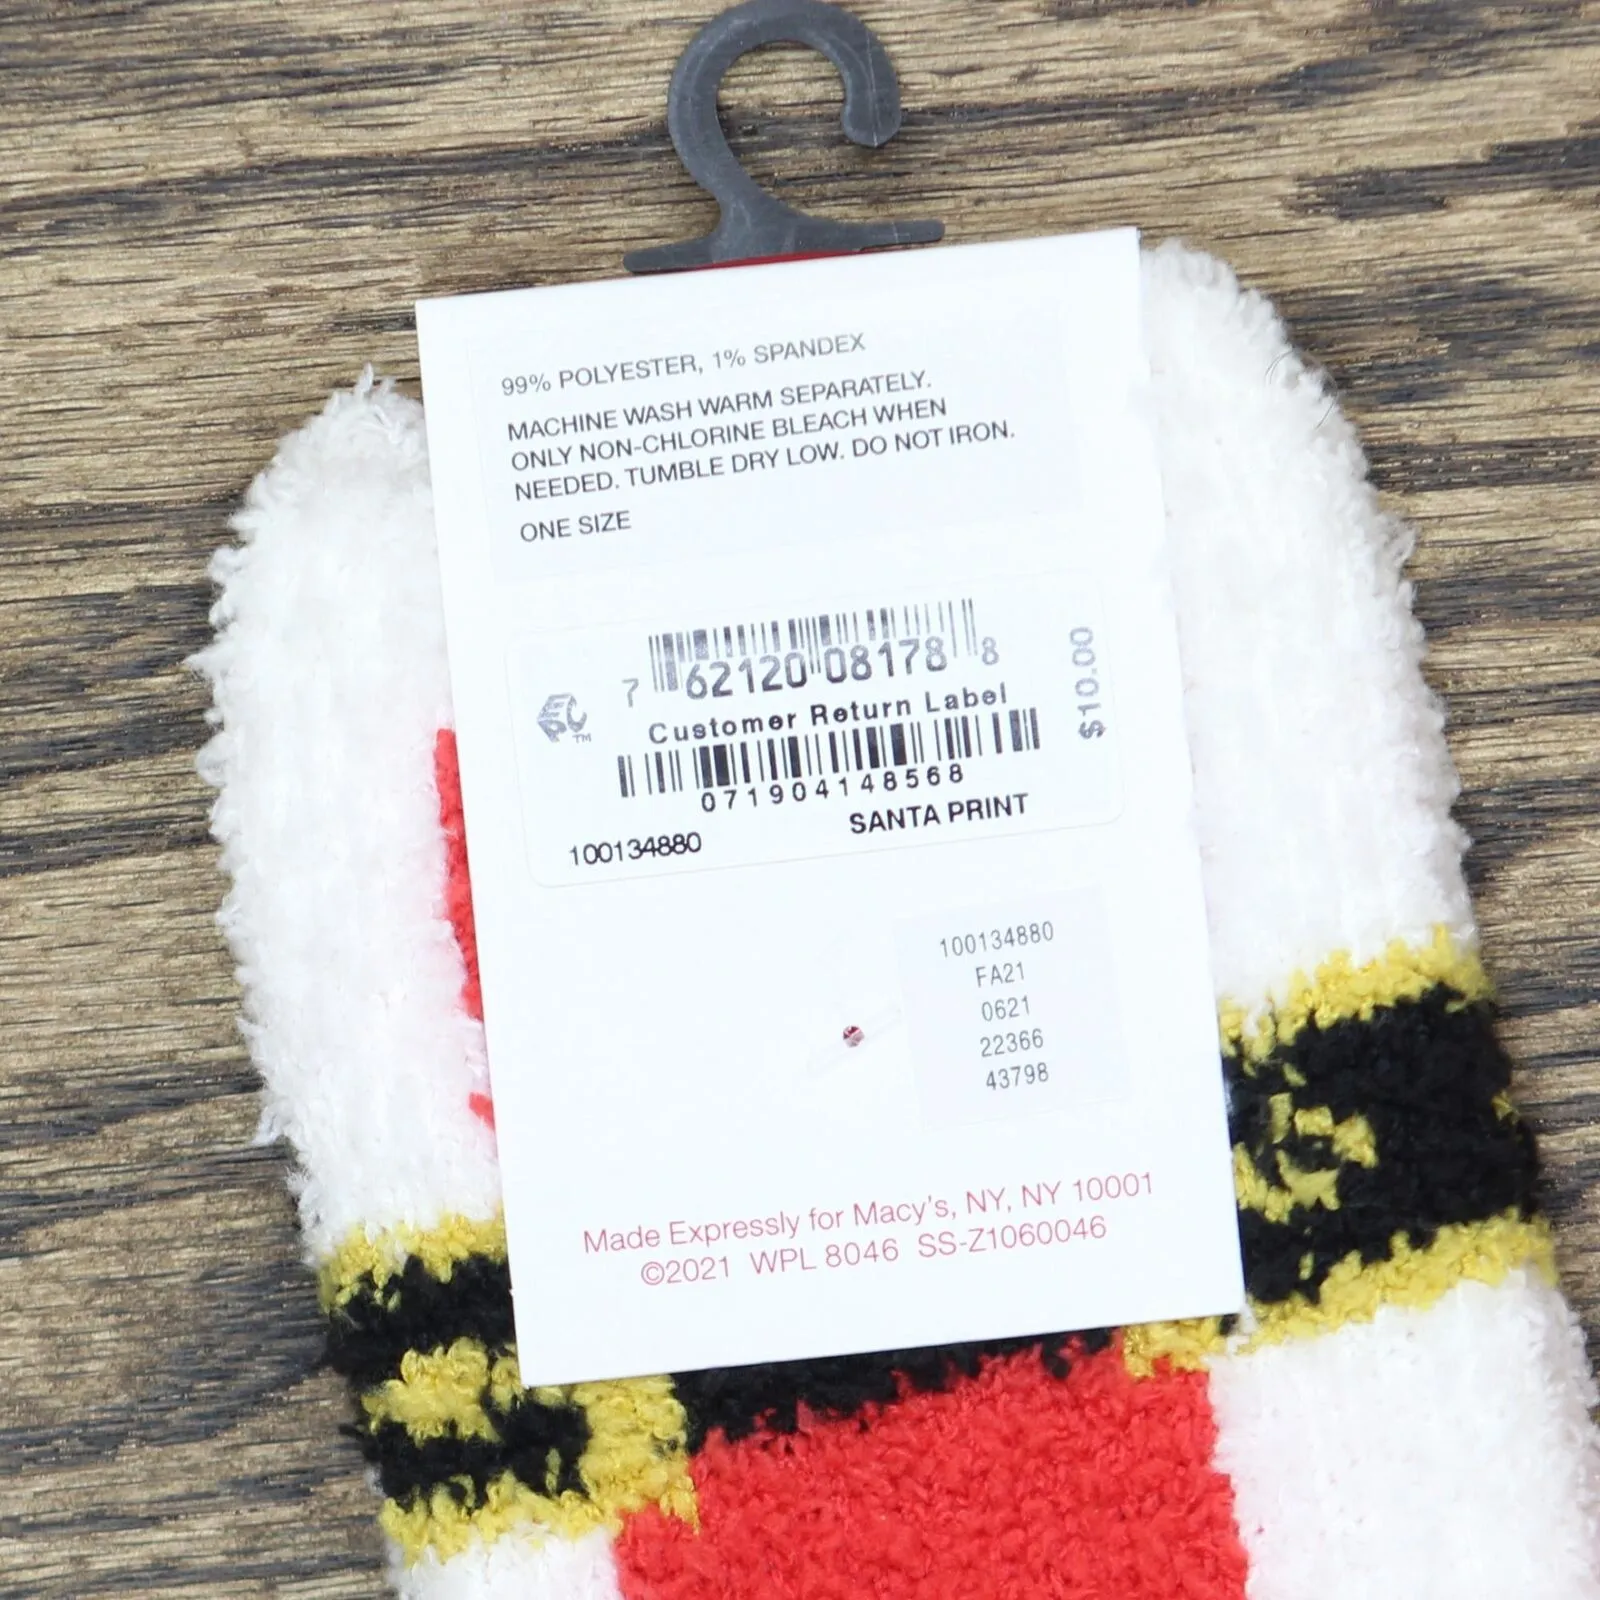 99% POLYESTER, 1% SPANDEX
MACHINE WASH WARM SEPARATELY.
ONLY NON-CHLORINE BLEACH WHEN
NEEDED. TUMBLE DRY LOW. DO NOT IRON.
ONE SIZE
7 62120 08178 8
$10.00
Customer Return Label
071904148568
SANTA PRINT
100134880
100134880
FA21
0621
22366
43798
Made Expressly for Macy's, NY, NY 10001
©2021 WPL 8046 SS-Z1060046